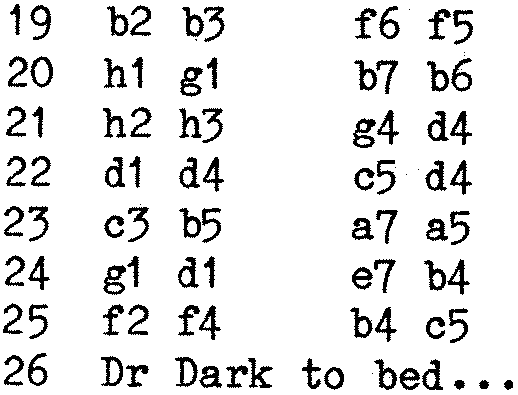 19 b2 b3 f6 f5
20 h1 g1 b7 b6
21 h2 h3 g4 d4
22 d1 d4 c5 d4
23 c3 b5 a7 a5
24 g1 d1 e7 b4
25 f2 f4 b4 c5
26 Dr Dark to bed...